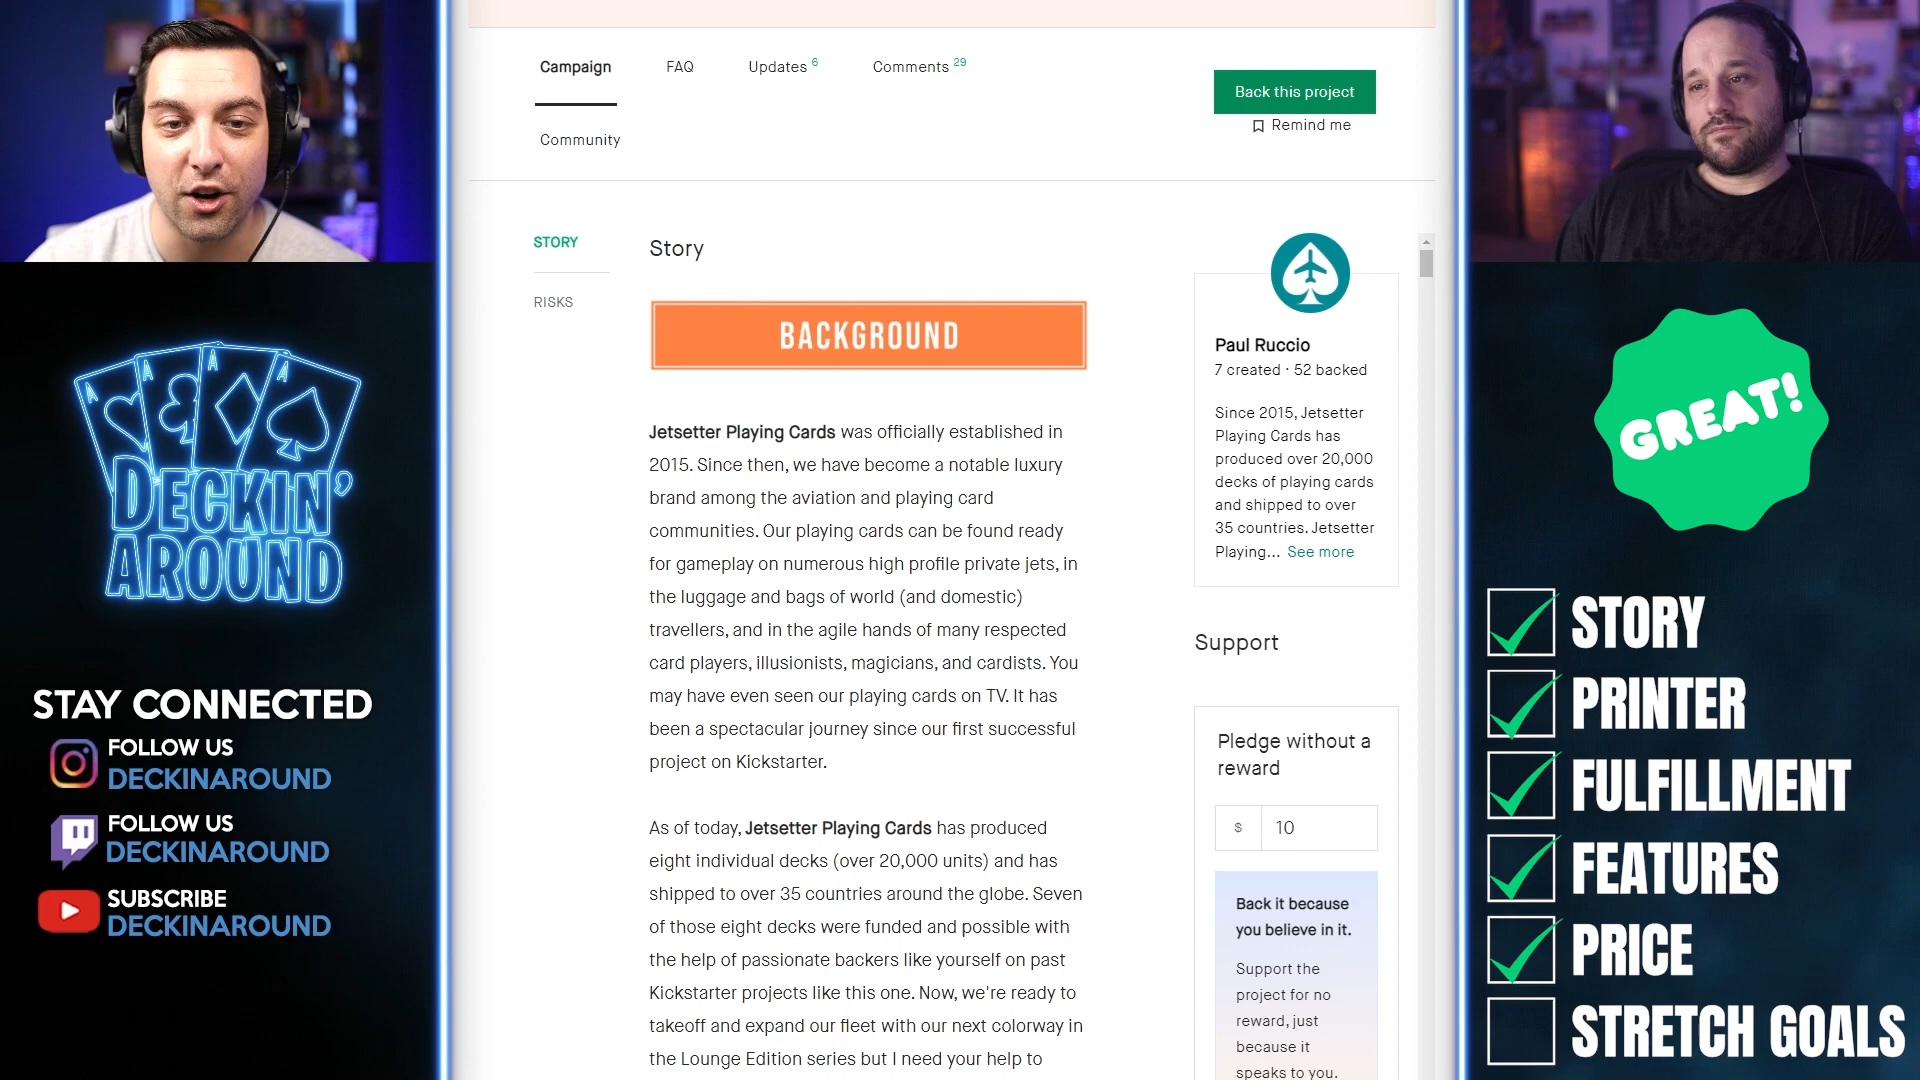 Campaign
FAQ
Updates 6
Comments 29
Community
Back this project
Remind me
STORY
RISKS
Story
BACKGROUND
Jetsetter Playing Cards was officially established in
2015. Since then, we have become a notable luxury
brand among the aviation and playing card
communities. Our playing cards can be found ready
for gameplay on numerous high profile private jets, in
the luggage and bags of world (and domestic)
travellers, and in the agile hands of many respected
card players, illusionists, magicians, and cardists. You
may have even seen our playing cards on TV. It has
been a spectacular journey since our first successful
project on Kickstarter.
As of today, Jetsetter Playing Cards has produced
eight individual decks (over 20,000 units) and has
shipped to over 35 countries around the globe. Seven
of those eight decks were funded and possible with
the help of passionate backers like yourself on past
Kickstarter projects like this one. Now, we're ready to
takeoff and expand our fleet with our next colorway in
the Lounge Edition series but I need your help to
Paul Ruccio
7 created · 52 backed
Since 2015, Jetsetter
Playing Cards has
produced over 20,000
decks of playing cards
and shipped to over
35 countries. Jetsetter
Playing... See more
Support
Pledge without a
reward
$ 10
Back it because
you believe in it.
Support the
project for no
reward, just
because it
speaks to you.
A
A
A
A
DECKIN'
AROUND
STAY CONNECTED
FOLLOW US
DECKINAROUND
FOLLOW US
DECKINAROUND
SUBSCRIBE
DECKINAROUND
GREAT!
STORY
PRINTER
FULFILLMENT
FEATURES
PRICE
STRETCH GOALS